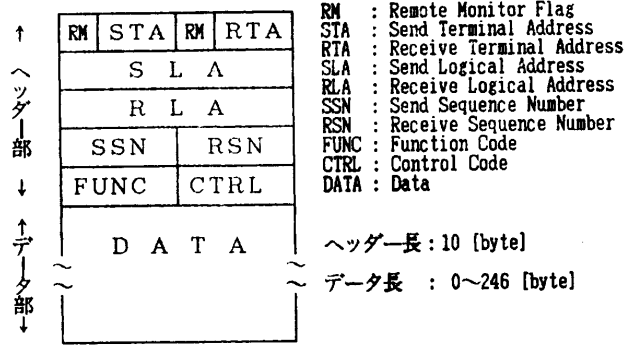 ↑ヘッダー部↓
RM STA RM RTA
SLA
RLA
SSN RSN
FUNC CTRL
↑データ部↓
DATA
RM : Remote Monitor Flag
STA : Send Terminal Address
RTA : Receive Terminal Address
SLA : Send Logical Address
RLA : Receive Logical Address
SSN : Send Sequence Number
RSN : Receive Sequence Number
FUNC : Function Code
CTRL : Control Code
DATA : Data
ヘッダー長 : 10 [byte]
データ長 : 0〜246 [byte]